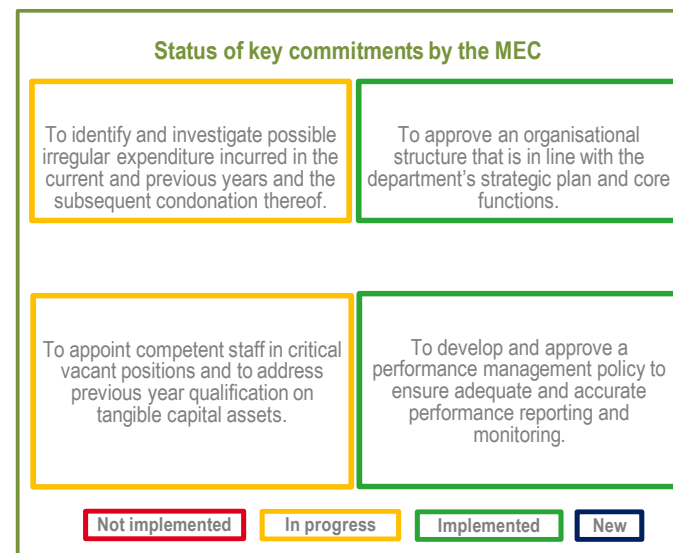 Status of key commitments by the MEC
To identify and investigate possible
irregular expenditure incurred in the
current and previous years and the
subsequent condonation thereof.
To approve an organisational
structure that is in line with the
department's strategic plan and core
functions.
To appoint competent staff in critical
vacant positions and to address
previous year qualification on
tangible capital assets.
To develop and approve a
performance management policy to
ensure adequate and accurate
performance reporting and
monitoring.
Not implemented
In progress
Implemented
New